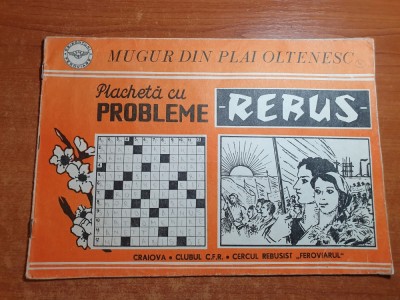 MUGUR DIN PLAI OLTENESC
Plachetă cu
PROBLEME
-REBUS-
CRAIOVA • CLUBUL C.F.R. • CERCUL REBUSIST „FEROVIARUL"